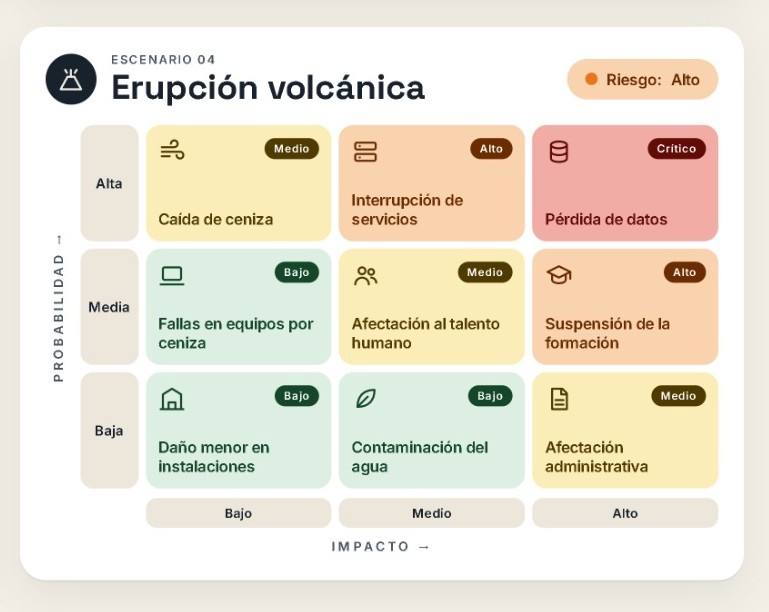 ESCENARIO 04
Erupción volcánica
Riesgo: Alto
PROBABILIDAD →
Alta
Medio
Caída de ceniza
Alto
Interrupción de
servicios
Crítico
Pérdida de datos
Media
Bajo
Fallas en equipos por
ceniza
Medio
Afectación al talento
humano
Alto
Suspensión de la
formación
Baja
Bajo
Daño menor en
instalaciones
Bajo
Contaminación del
agua
Medio
Afectación
administrativa
Bajo
Medio
Alto
IMPACTO →